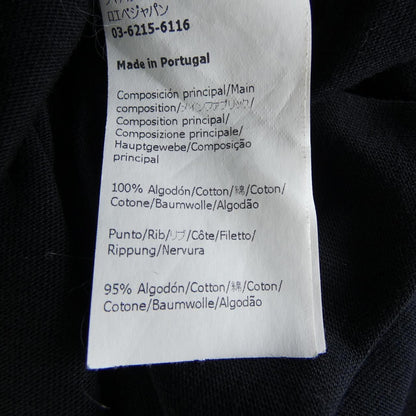 ロエベジャパン
03-6215-6116
Made in Portugal
Composición principal/Main
composition/メインファブリック/
Composition principal/
Composizione principale/
Hauptgewebe/Composição
principal
100% Algodón/Cotton/綿/Coton/
Cotone/Baumwolle/Algodão
Punto/Rib/リブ/Côte/Filetto/
Rippung/Nervura
95% Algodón/Cotton/綿/Coton/
Cotone/Baumwolle/Algodão